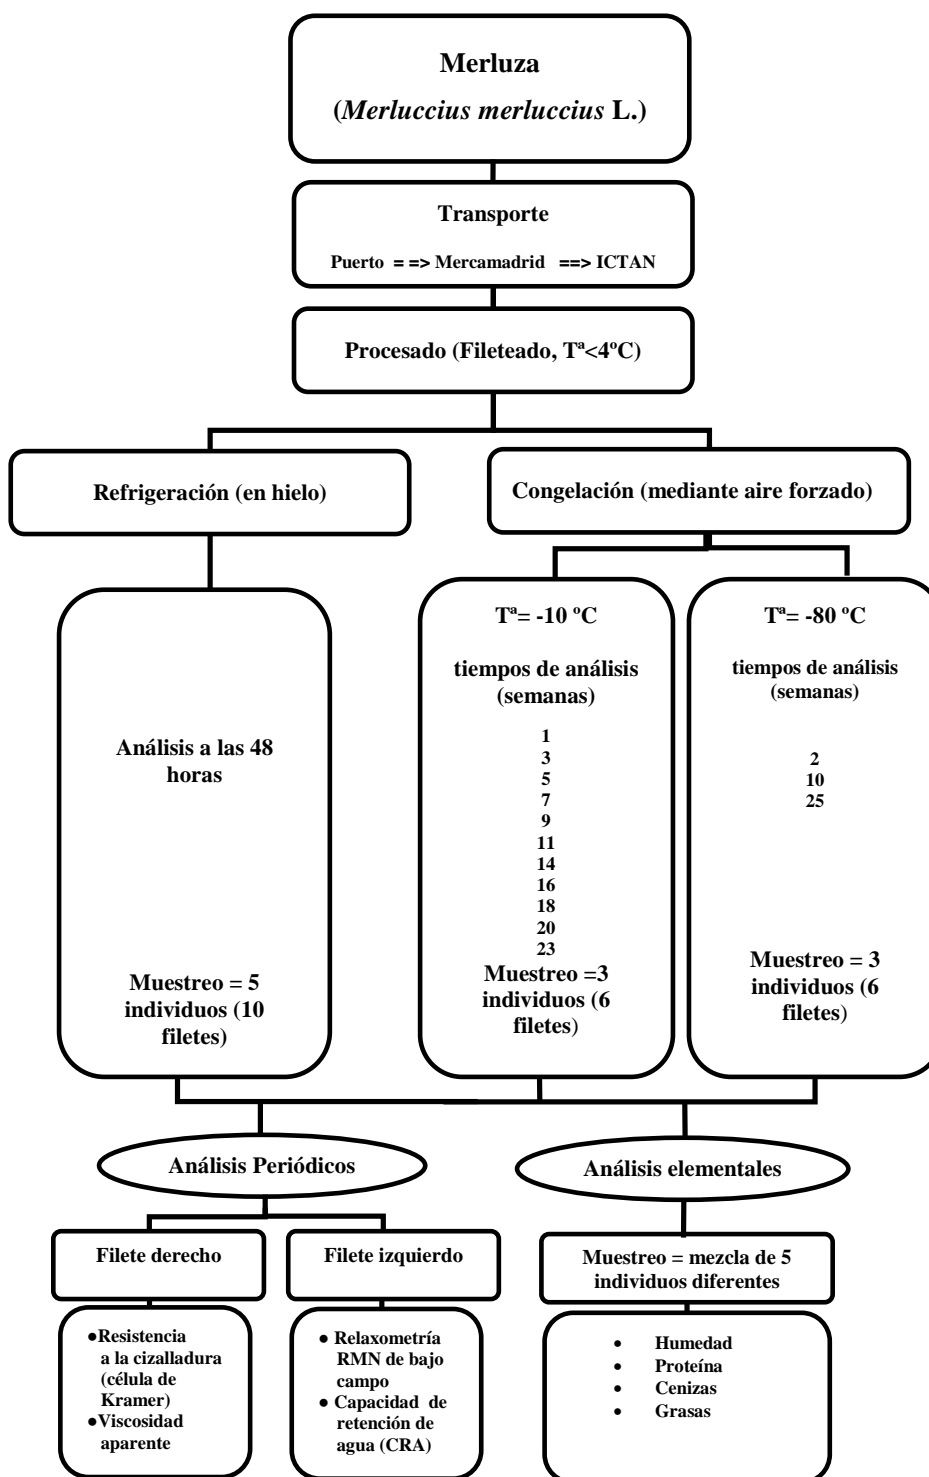 Merluza
(Merluccius merluccius L.)
Transporte
Puerto = => Mercamadrid ==> ICTAN
Procesado (Fileteado, Tª<4ºC)
Refrigeración (en hielo)
Congelación (mediante aire forzado)
Análisis a las 48
horas
Muestreo = 5
individuos (10
filetes)
Tª= -10 ºC
tiempos de análisis
(semanas)
1
3
5
7
9
11
14
16
18
20
23
Muestreo =3
individuos (6
filetes)
Tª= -80 ºC
tiempos de análisis
(semanas)
2
10
25
Muestreo = 3
individuos (6
filetes)
Análisis Periódicos
Análisis elementales
Filete derecho
Filete izquierdo
Muestreo = mezcla de 5
individuos diferentes
●Resistencia
a la cizalladura
(célula de
Kramer)
●Viscosidad
aparente
● Relaxometría
RMN de bajo
campo
● Capacidad de
retención de
agua (CRA)
• Humedad
• Proteína
• Cenizas
• Grasas